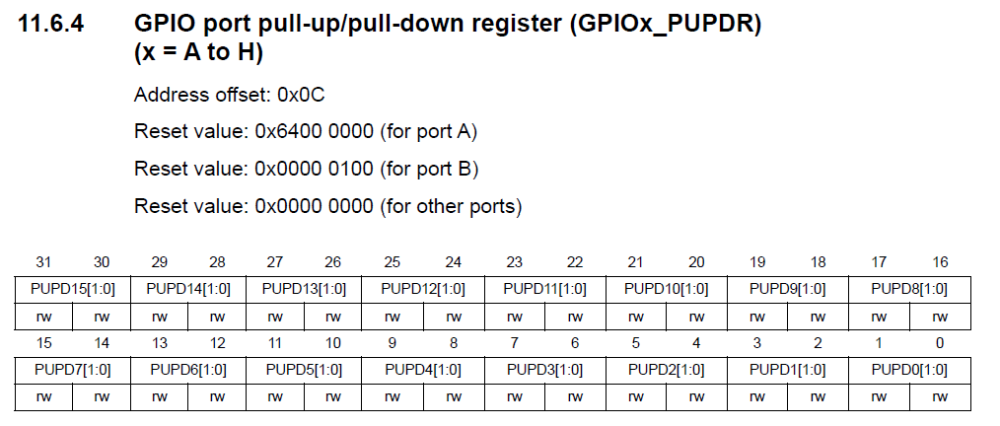 11.6.4 GPIO port pull-up/pull-down register (GPIOx_PUPDR)
(x = A to H)
Address offset: 0x0C
Reset value: 0x6400 0000 (for port A)
Reset value: 0x0000 0100 (for port B)
Reset value: 0x0000 0000 (for other ports)
31 30 29 28 27 26 25 24 23 22 21 20 19 18 17 16
PUPD15[1:0] PUPD14[1:0] PUPD13[1:0] PUPD12[1:0] PUPD11[1:0] PUPD10[1:0] PUPD9[1:0] PUPD8[1:0]
rw rw rw rw rw rw rw rw rw rw rw rw rw rw rw rw
15 14 13 12 11 10 9 8 7 6 5 4 3 2 1 0
PUPD7[1:0] PUPD6[1:0] PUPD5[1:0] PUPD4[1:0] PUPD3[1:0] PUPD2[1:0] PUPD1[1:0] PUPD0[1:0]
rw rw rw rw rw rw rw rw rw rw rw rw rw rw rw rw